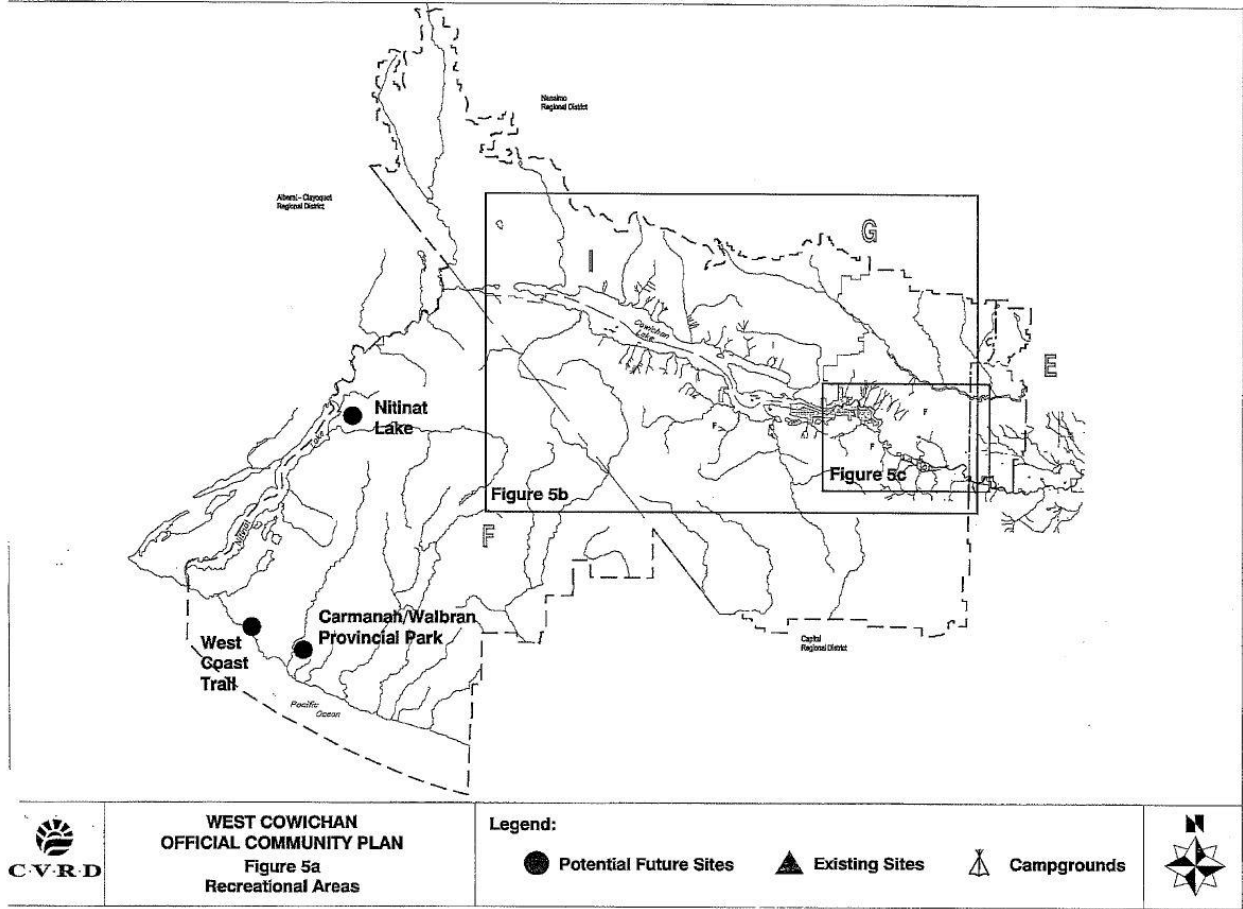 Nanaimo
Regional District
Alberni - Clayoquot
Regional District
G
I
Cowichan
Lake
E
Nitinat
Lake
Lake
F
F
F
Figure 5c
Figure 5b
Nitinat
F
Carmanah/Walbran
Provincial Park
West
Coast
Trail
Capital
Regional District
Pacific
Ocean
C·V·R·D
WEST COWICHAN
OFFICIAL COMMUNITY PLAN
Figure 5a
Recreational Areas
Legend:
Potential Future Sites
Existing Sites
Campgrounds
N